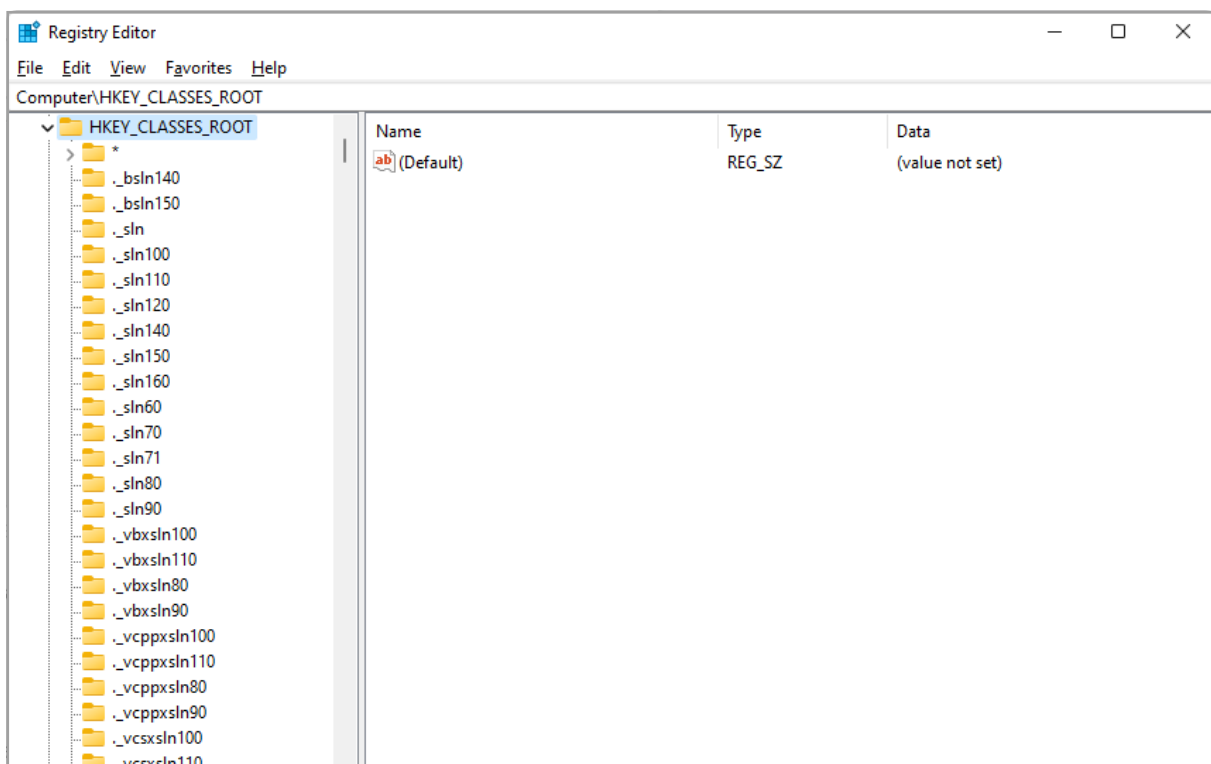 Registry Editor
File Edit View Favorites Help
Computer\HKEY_CLASSES_ROOT
HKEY_CLASSES_ROOT
*
._bsln140
._bsln150
._sln
._sln100
._sln110
._sln120
._sln140
._sln150
._sln160
._sln60
._sln70
._sln71
._sln80
._sln90
._vbxsln100
._vbxsln110
._vbxsln80
._vbxsln90
._vcppxsln100
._vcppxsln110
._vcppxsln80
._vcppxsln90
._vcsxsln100
._vcsxsln110
Name Type Data
ab (Default) REG_SZ (value not set)